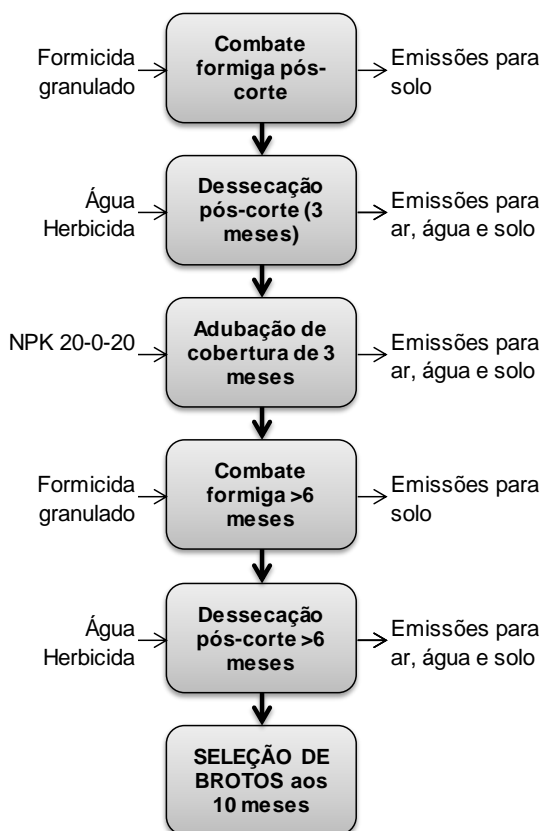 Formicida
granulado
Combate
formiga pós-
corte
Emissões para
solo
Água
Herbicida
Dessecação
pós-corte (3
meses)
Emissões para
ar, água e solo
NPK 20-0-20
Adubação de
cobertura de 3
meses
Emissões para
ar, água e solo
Formicida
granulado
Combate
formiga >6
meses
Emissões para
solo
Água
Herbicida
Dessecação
pós-corte >6
meses
Emissões para
ar, água e solo
SELEÇÃO DE
BROTOS aos
10 meses